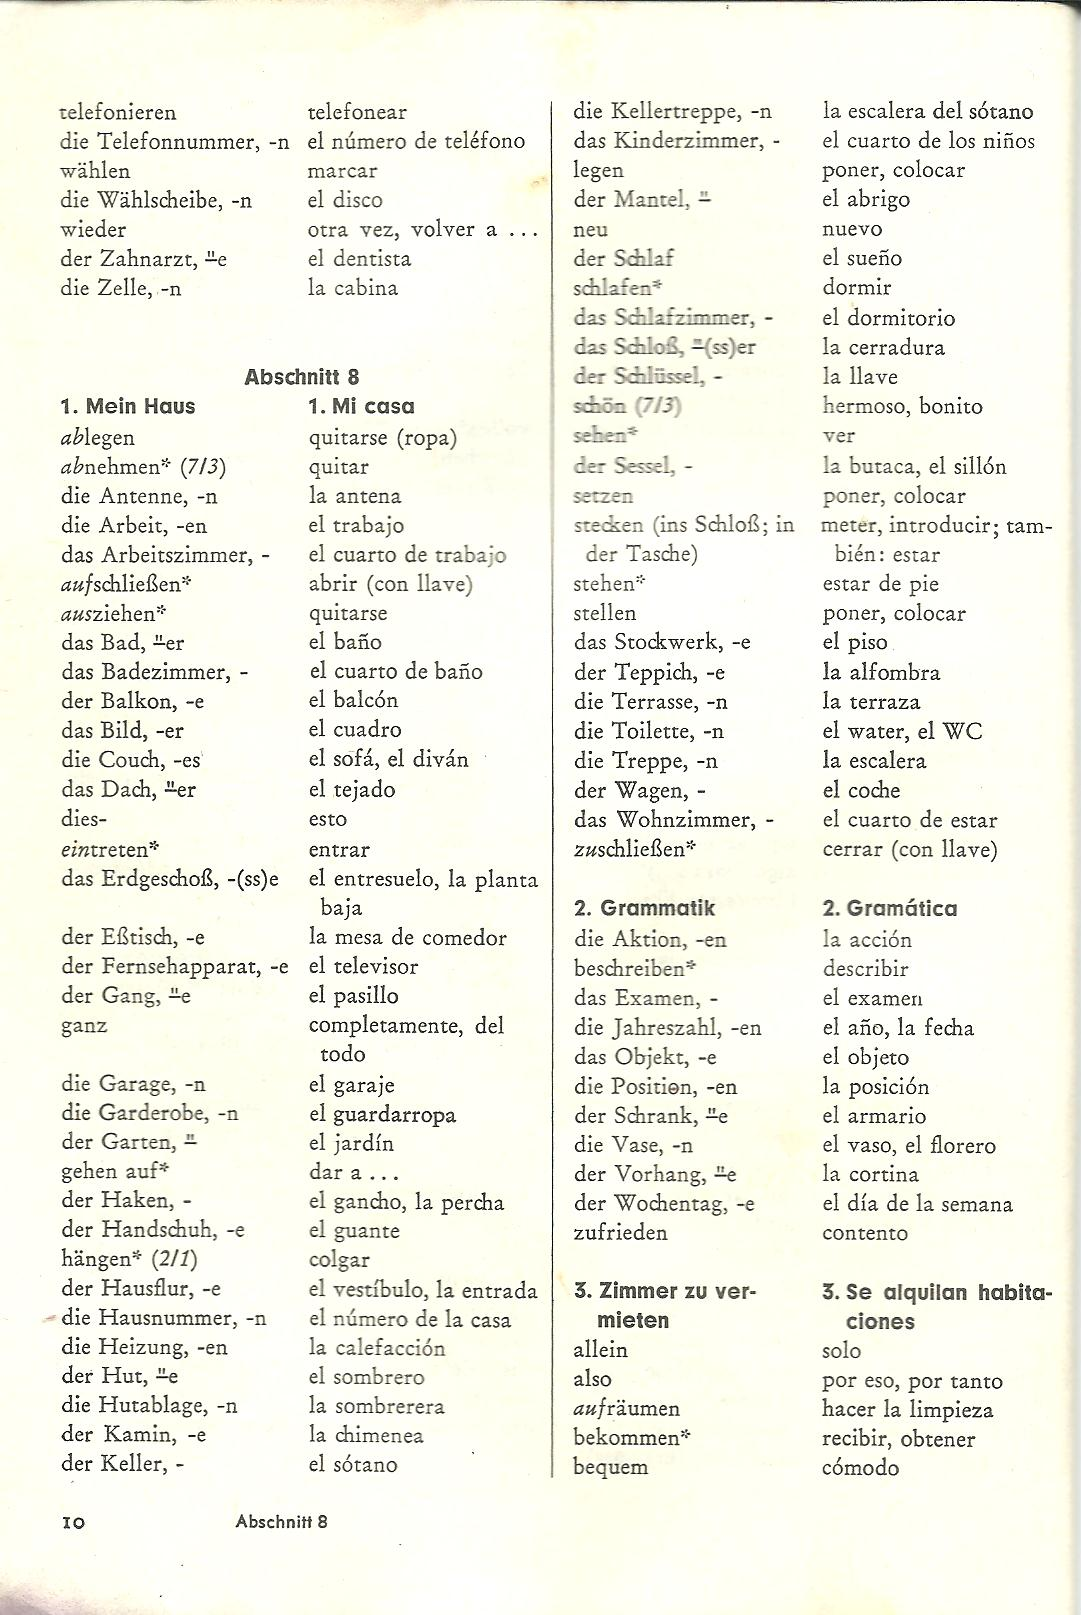 telefonieren telefonear
die Telefonnummer, -n el número de teléfono
wählen marcar
die Wählscheibe, -n el disco
wieder otra vez, volver a ...
der Zahnarzt, ⸚e el dentista
die Zelle, -n la cabina
Abschnitt 8
1. Mein Haus 1. Mi casa
ablegen quitarse (ropa)
abnehmen* (7/3) quitar
die Antenne, -n la antena
die Arbeit, -en el trabajo
das Arbeitszimmer, - el cuarto de trabajo
aufschließen* abrir (con llave)
ausziehen* quitarse
das Bad, ⸚er el baño
das Badezimmer, - el cuarto de baño
der Balkon, -e el balcón
das Bild, -er el cuadro
die Couch, -es el sofá, el diván
das Dach, ⸚er el tejado
dies- esto
eintreten* entrar
das Erdgeschoß, -(ss)e el entresuelo, la planta
baja
der Eßtisch, -e la mesa de comedor
der Fernsehapparat, -e el televisor
der Gang, ⸚e el pasillo
ganz completamente, del
todo
die Garage, -n el garaje
die Garderobe, -n el guardarropa
der Garten, ⸚ el jardín
gehen auf* dar a ...
der Haken, - el gancho, la percha
der Handschuh, -e el guante
hängen* (2/1) colgar
der Hausflur, -e el vestíbulo, la entrada
die Hausnummer, -n el número de la casa
die Heizung, -en la calefacción
der Hut, ⸚e el sombrero
die Hutablage, -n la sombrerera
der Kamin, -e la chimenea
der Keller, - el sótano
die Kellertreppe, -n la escalera del sótano
das Kinderzimmer, - el cuarto de los niños
legen poner, colocar
der Mantel, ⸚ el abrigo
neu nuevo
der Schlaf el sueño
schlafen* dormir
das Schlafzimmer, - el dormitorio
das Schloß, ⸚(ss)er la cerradura
der Schlüssel, - la llave
schön (7/3) hermoso, bonito
sehen* ver
der Sessel, - la butaca, el sillón
setzen poner, colocar
stecken (ins Schloß; in meter, introducir; tam-
der Tasche) bién: estar
stehen* estar de pie
stellen poner, colocar
das Stockwerk, -e el piso
der Teppich, -e la alfombra
die Terrasse, -n la terraza
die Toilette, -n el water, el WC
die Treppe, -n la escalera
der Wagen, - el coche
das Wohnzimmer, - el cuarto de estar
zuschließen* cerrar (con llave)
2. Grammatik 2. Gramática
die Aktion, -en la acción
beschreiben* describir
das Examen, - el examen
die Jahreszahl, -en el año, la fecha
das Objekt, -e el objeto
die Position, -en la posición
der Schrank, ⸚e el armario
die Vase, -n el vaso, el florero
der Vorhang, ⸚e la cortina
der Wochentag, -e el día de la semana
zufrieden contento
3. Zimmer zu ver- 3. Se alquilan habita-
mieten ciones
allein solo
also por eso, por tanto
aufräumen hacer la limpieza
bekommen* recibir, obtener
bequem cómodo
10 Abschnitt 8